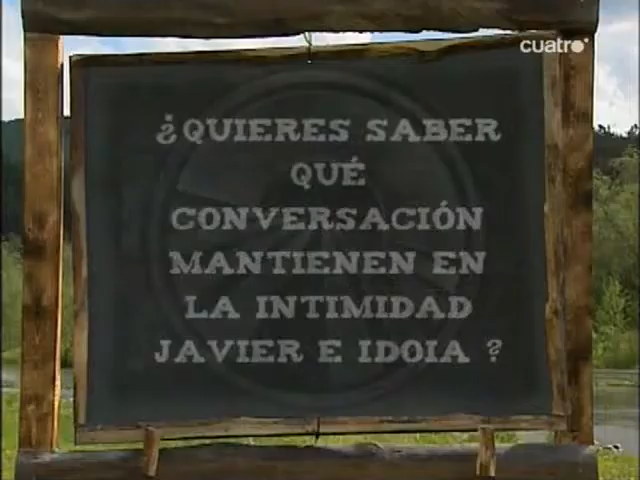 cuatro
¿QUIERES SABER
QUÉ
CONVERSACIÓN
MANTIENEN EN
LA INTIMIDAD
JAVIER E IDOIA ?